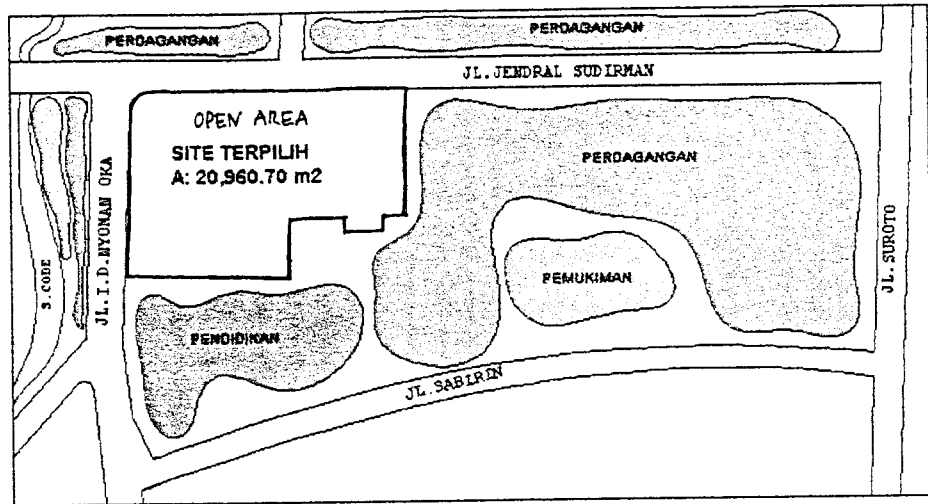 PERDAGANGAN
PERDAGANGAN
JL.JENDRAL SUDIRMAN
OPEN AREA
SITE TERPILIH
A: 20,960.70 m2
PERDAGANGAN
JL.I.D.NYOMAN OKA
S.CODE
JL.SUROTO
PEMUKIMAN
PENDIDIKAN
JL.SABIRIN